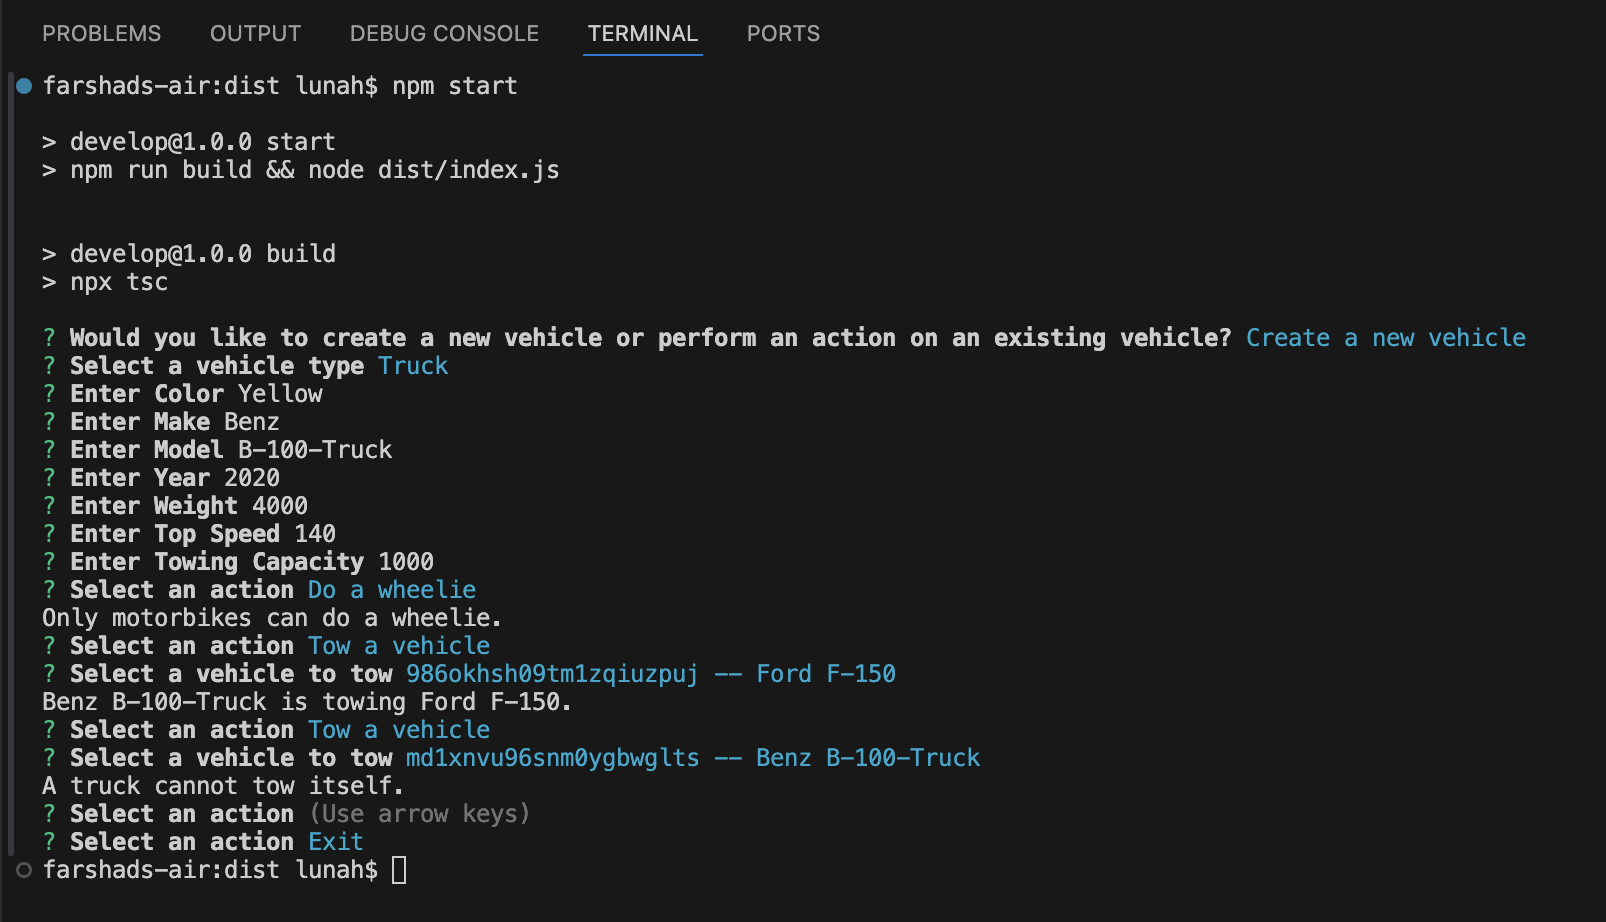 PROBLEMS OUTPUT DEBUG CONSOLE TERMINAL PORTS
farshads-air:dist lunah$ npm start
> develop@1.0.0 start
> npm run build && node dist/index.js
> develop@1.0.0 build
> npx tsc
? Would you like to create a new vehicle or perform an action on an existing vehicle? Create a new vehicle
? Select a vehicle type Truck
? Enter Color Yellow
? Enter Make Benz
? Enter Model B-100-Truck
? Enter Year 2020
? Enter Weight 4000
? Enter Top Speed 140
? Enter Towing Capacity 1000
? Select an action Do a wheelie
Only motorbikes can do a wheelie.
? Select an action Tow a vehicle
? Select a vehicle to tow 986okhsh09tm1zqiuzpuj -- Ford F-150
Benz B-100-Truck is towing Ford F-150.
? Select an action Tow a vehicle
? Select a vehicle to tow md1xnvu96snm0ygbwglts -- Benz B-100-Truck
A truck cannot tow itself.
? Select an action (Use arrow keys)
? Select an action Exit
farshads-air:dist lunah$